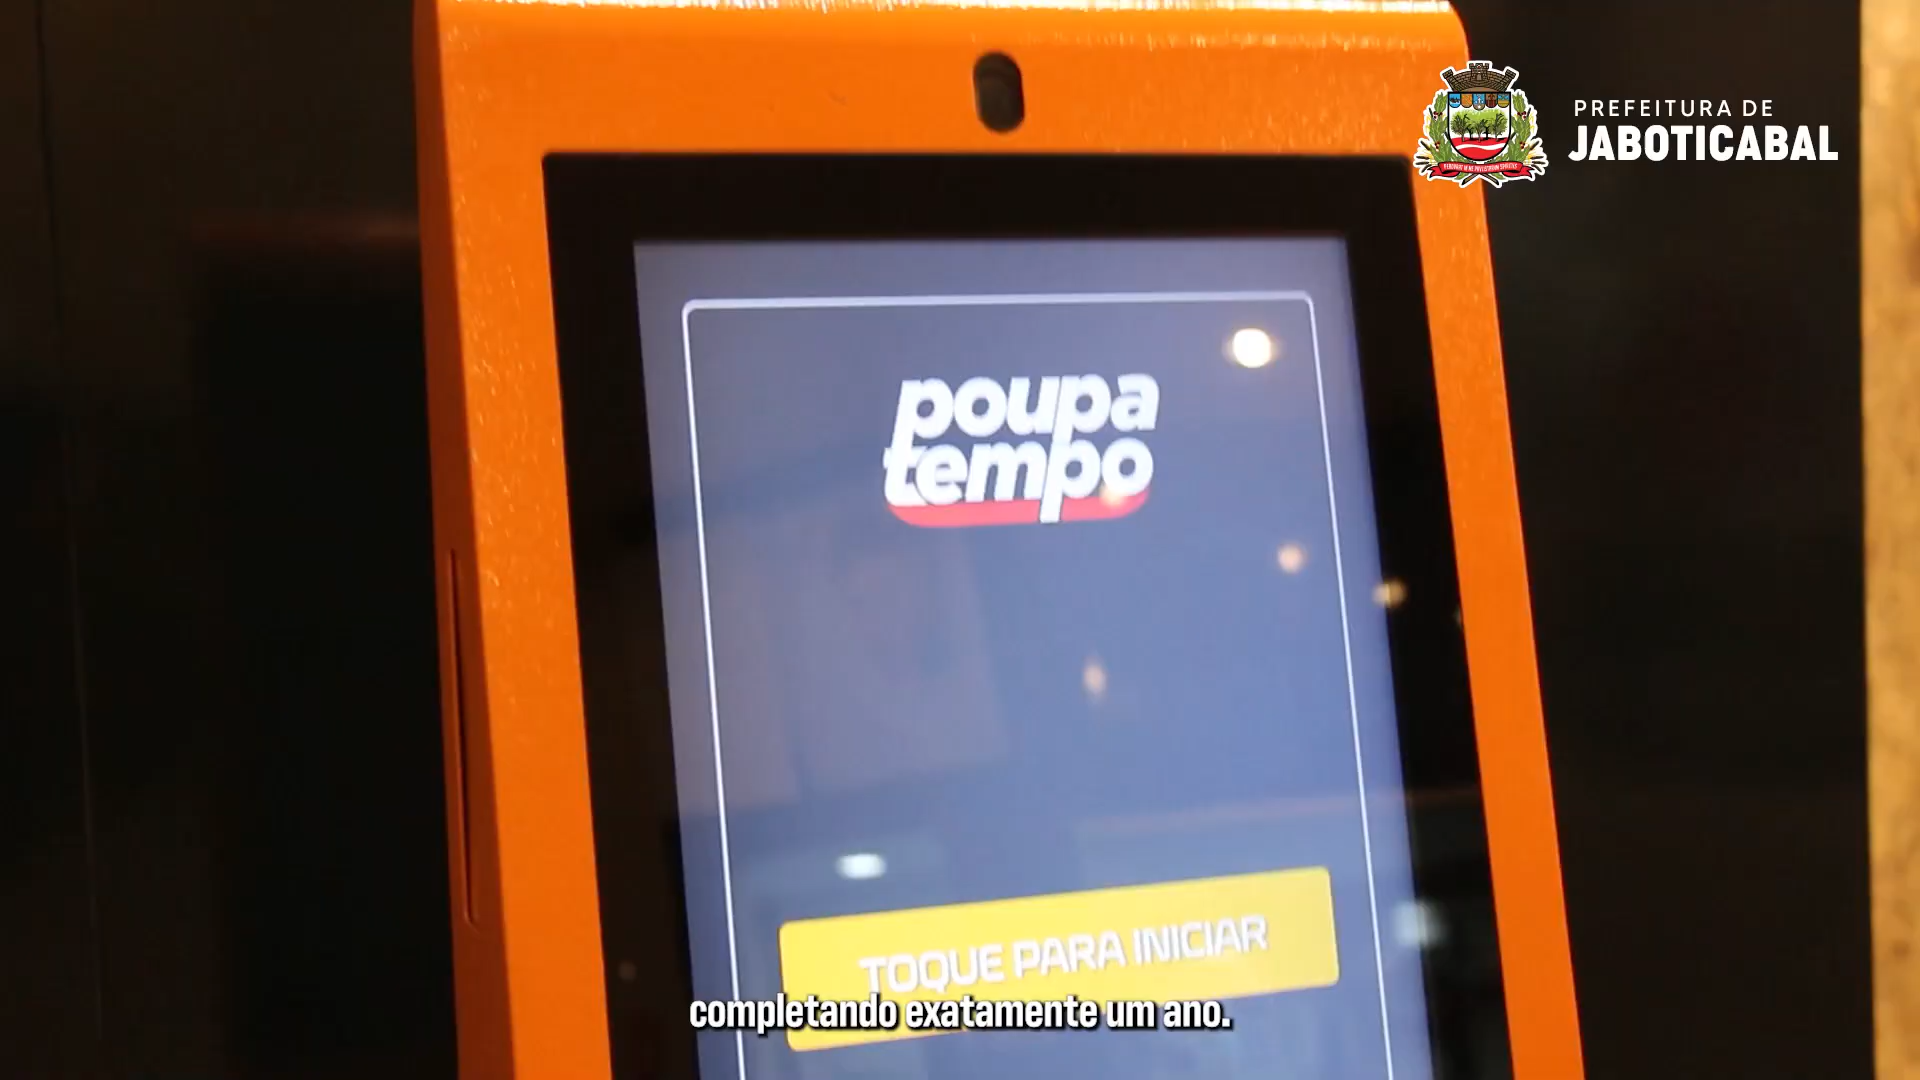 PREFEITURA DE
JABOTICABAL
poupa
tempo
TOQUE PARA INICIAR
completando exatamente um ano.